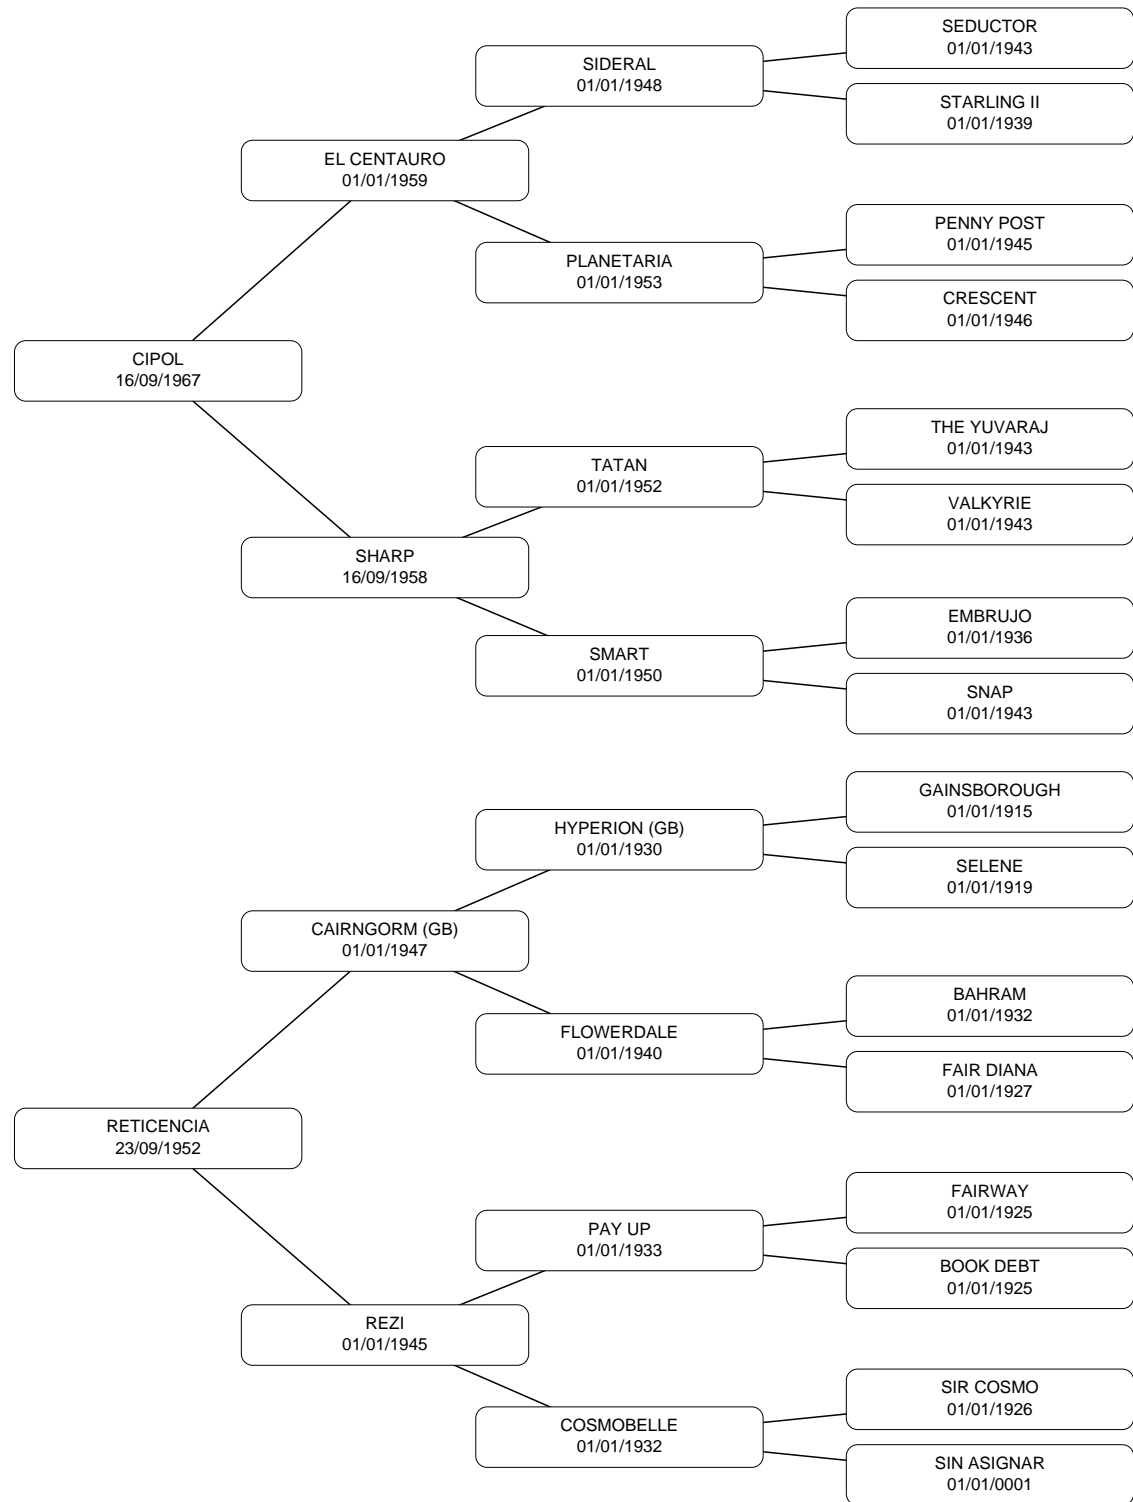 SEDUCTOR
01/01/1943
SIDERAL
01/01/1948
STARLING II
01/01/1939
EL CENTAURO
01/01/1959
PENNY POST
01/01/1945
PLANETARIA
01/01/1953
CRESCENT
01/01/1946
CIPOL
16/09/1967
THE YUVARAJ
01/01/1943
TATAN
01/01/1952
VALKYRIE
01/01/1943
SHARP
16/09/1958
EMBRUJO
01/01/1936
SMART
01/01/1950
SNAP
01/01/1943
GAINSBOROUGH
01/01/1915
HYPERION (GB)
01/01/1930
SELENE
01/01/1919
CAIRNGORM (GB)
01/01/1947
BAHRAM
01/01/1932
FLOWERDALE
01/01/1940
FAIR DIANA
01/01/1927
RETICENCIA
23/09/1952
FAIRWAY
01/01/1925
PAY UP
01/01/1933
BOOK DEBT
01/01/1925
REZI
01/01/1945
SIR COSMO
01/01/1926
COSMOBELLE
01/01/1932
SIN ASIGNAR
01/01/0001